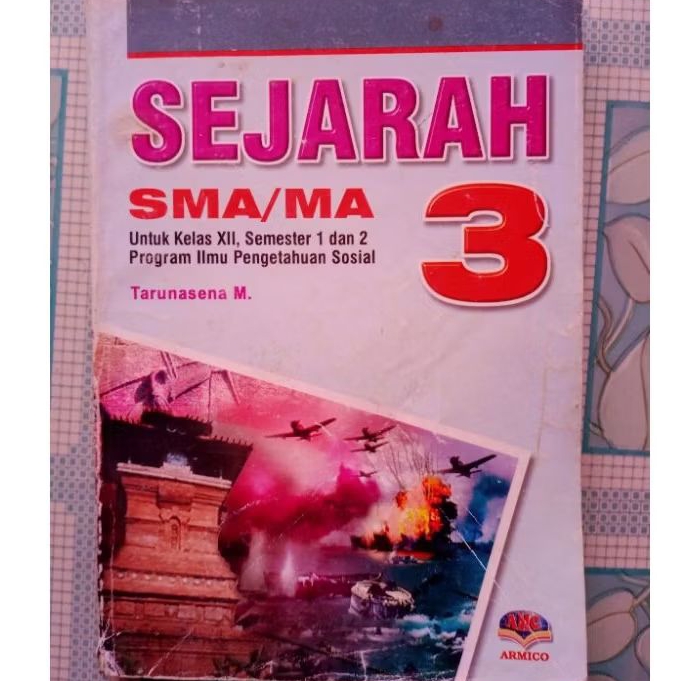 SEJARAH
SMA/MA 3
Untuk Kelas XII, Semester 1 dan 2
Program Ilmu Pengetahuan Sosial
Tarunasena M.
ARMICO